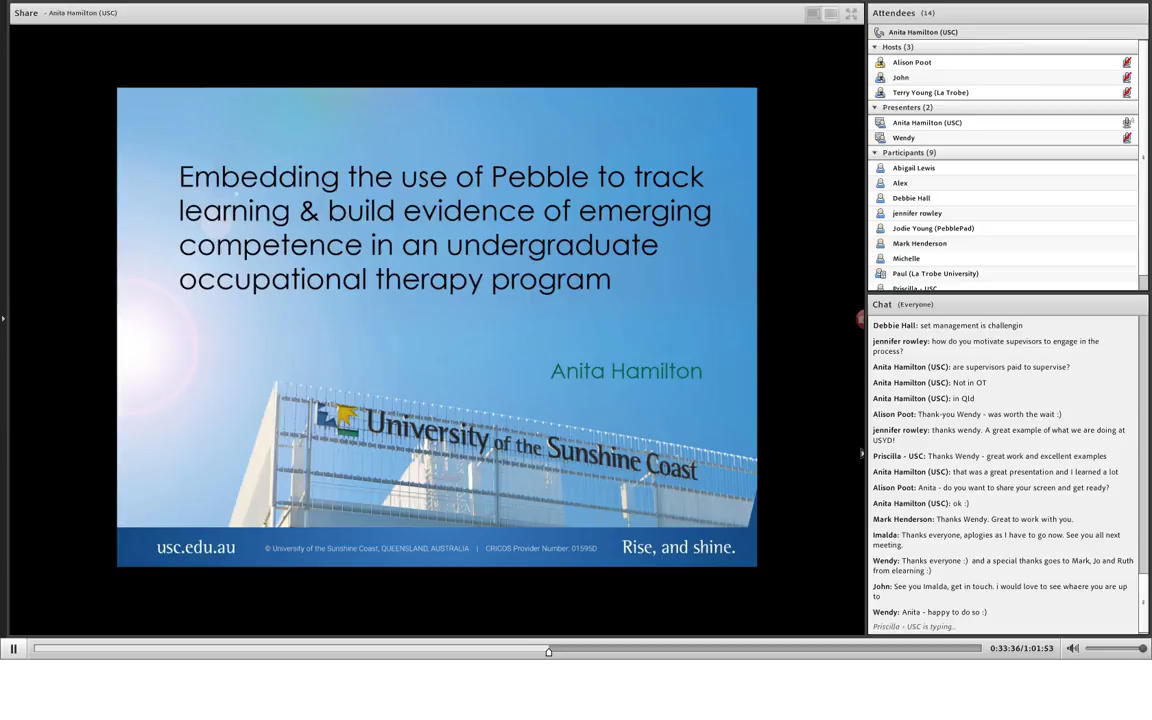 Share - Anita Hamilton (USC)
Embedding the use of Pebble to track
learning & build evidence of emerging
competence in an undergraduate
occupational therapy program
Anita Hamilton
University of the Sunshine Coast
usc.edu.au
© University of the Sunshine Coast, QUEENSLAND, AUSTRALIA | CRICOS Provider Number: 01595D
Rise, and shine.
Attendees (14)
Anita Hamilton (USC)
Hosts (3)
Alison Poot
John
Terry Young (La Trobe)
Presenters (2)
Anita Hamilton (USC)
Wendy
Participants (9)
Abigail Lewis
Alex
Debbie Hall
jennifer rowley
Jodie Young (PebblePad)
Mark Henderson
Michelle
Paul (La Trobe University)
Priscilla - USC
Chat (Everyone)
Debbie Hall: set management is challengin
jennifer rowley: how do you motivate supevisors to engage in the
process?
Anita Hamilton (USC): are supervisors paid to supervise?
Anita Hamilton (USC): Not in OT
Anita Hamilton (USC): in Qld
Alison Poot: Thank-you Wendy - was worth the wait :)
jennifer rowley: thanks wendy. A great example of what we are doing at
USYD!
Priscilla - USC: Thanks Wendy - great work and excellent examples
Anita Hamilton (USC): that was a great presentation and I learned a lot
Alison Poot: Anita - do you want to share your screen and get ready?
Anita Hamilton (USC): ok :)
Mark Henderson: Thanks Wendy. Great to work with you.
Imalda: Thanks everyone, aplogies as I have to go now. See you all next
meeting.
Wendy: Thanks everyone :) and a special thanks goes to Mark, Jo and Ruth
from elearning :)
John: See you Imalda, get in touch. i would love to see whaere you are up
to
Wendy: Anita - happy to do so :)
Priscilla - USC is typing...
0:33:36/1:01:53